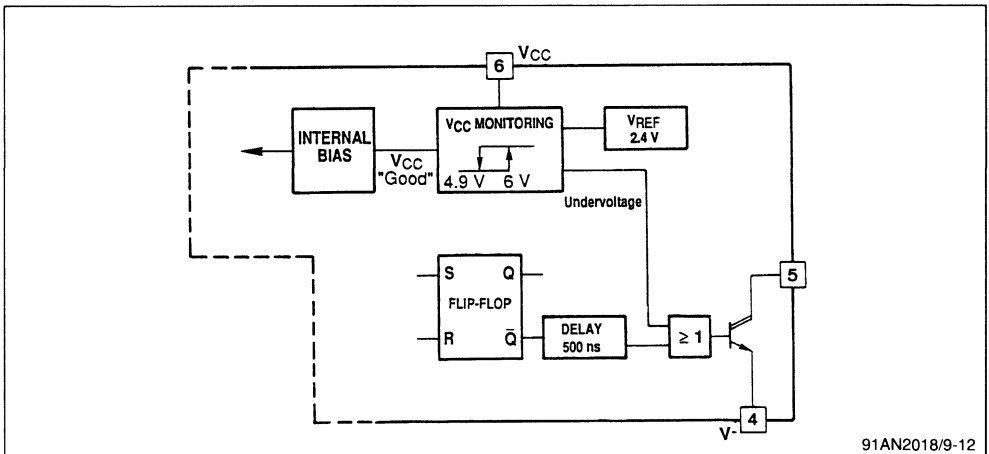 6 VCC
INTERNAL
BIAS
VCC
"Good"
VCC MONITORING
4.9 V 6 V
VREF
2.4 V
Undervoltage
S Q
FLIP-FLOP
R Q̅
DELAY
500 ns
≥ 1
5
4
V-
91AN2018/9-12